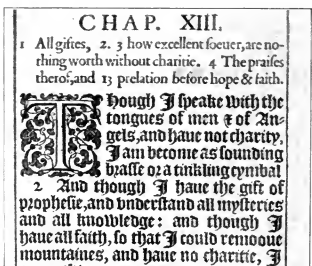 CHAP. XIII.
1 All giftes, 2. 3 how excellent soeuer, are no-
thing worth without charitie. 4 The praises
therof, and 13 prelation before hope & faith.
Though I speake with the
tongues of men & of An-
gels, and haue not charity,
I am become as sounding
brasse or a tinkling cymbal
2 And though I haue the gift of
prophesie, and vnderstand all mysteries
and all knowledge: and though I
haue all faith, so that I could remooue
mountaines, and haue no charitie, I